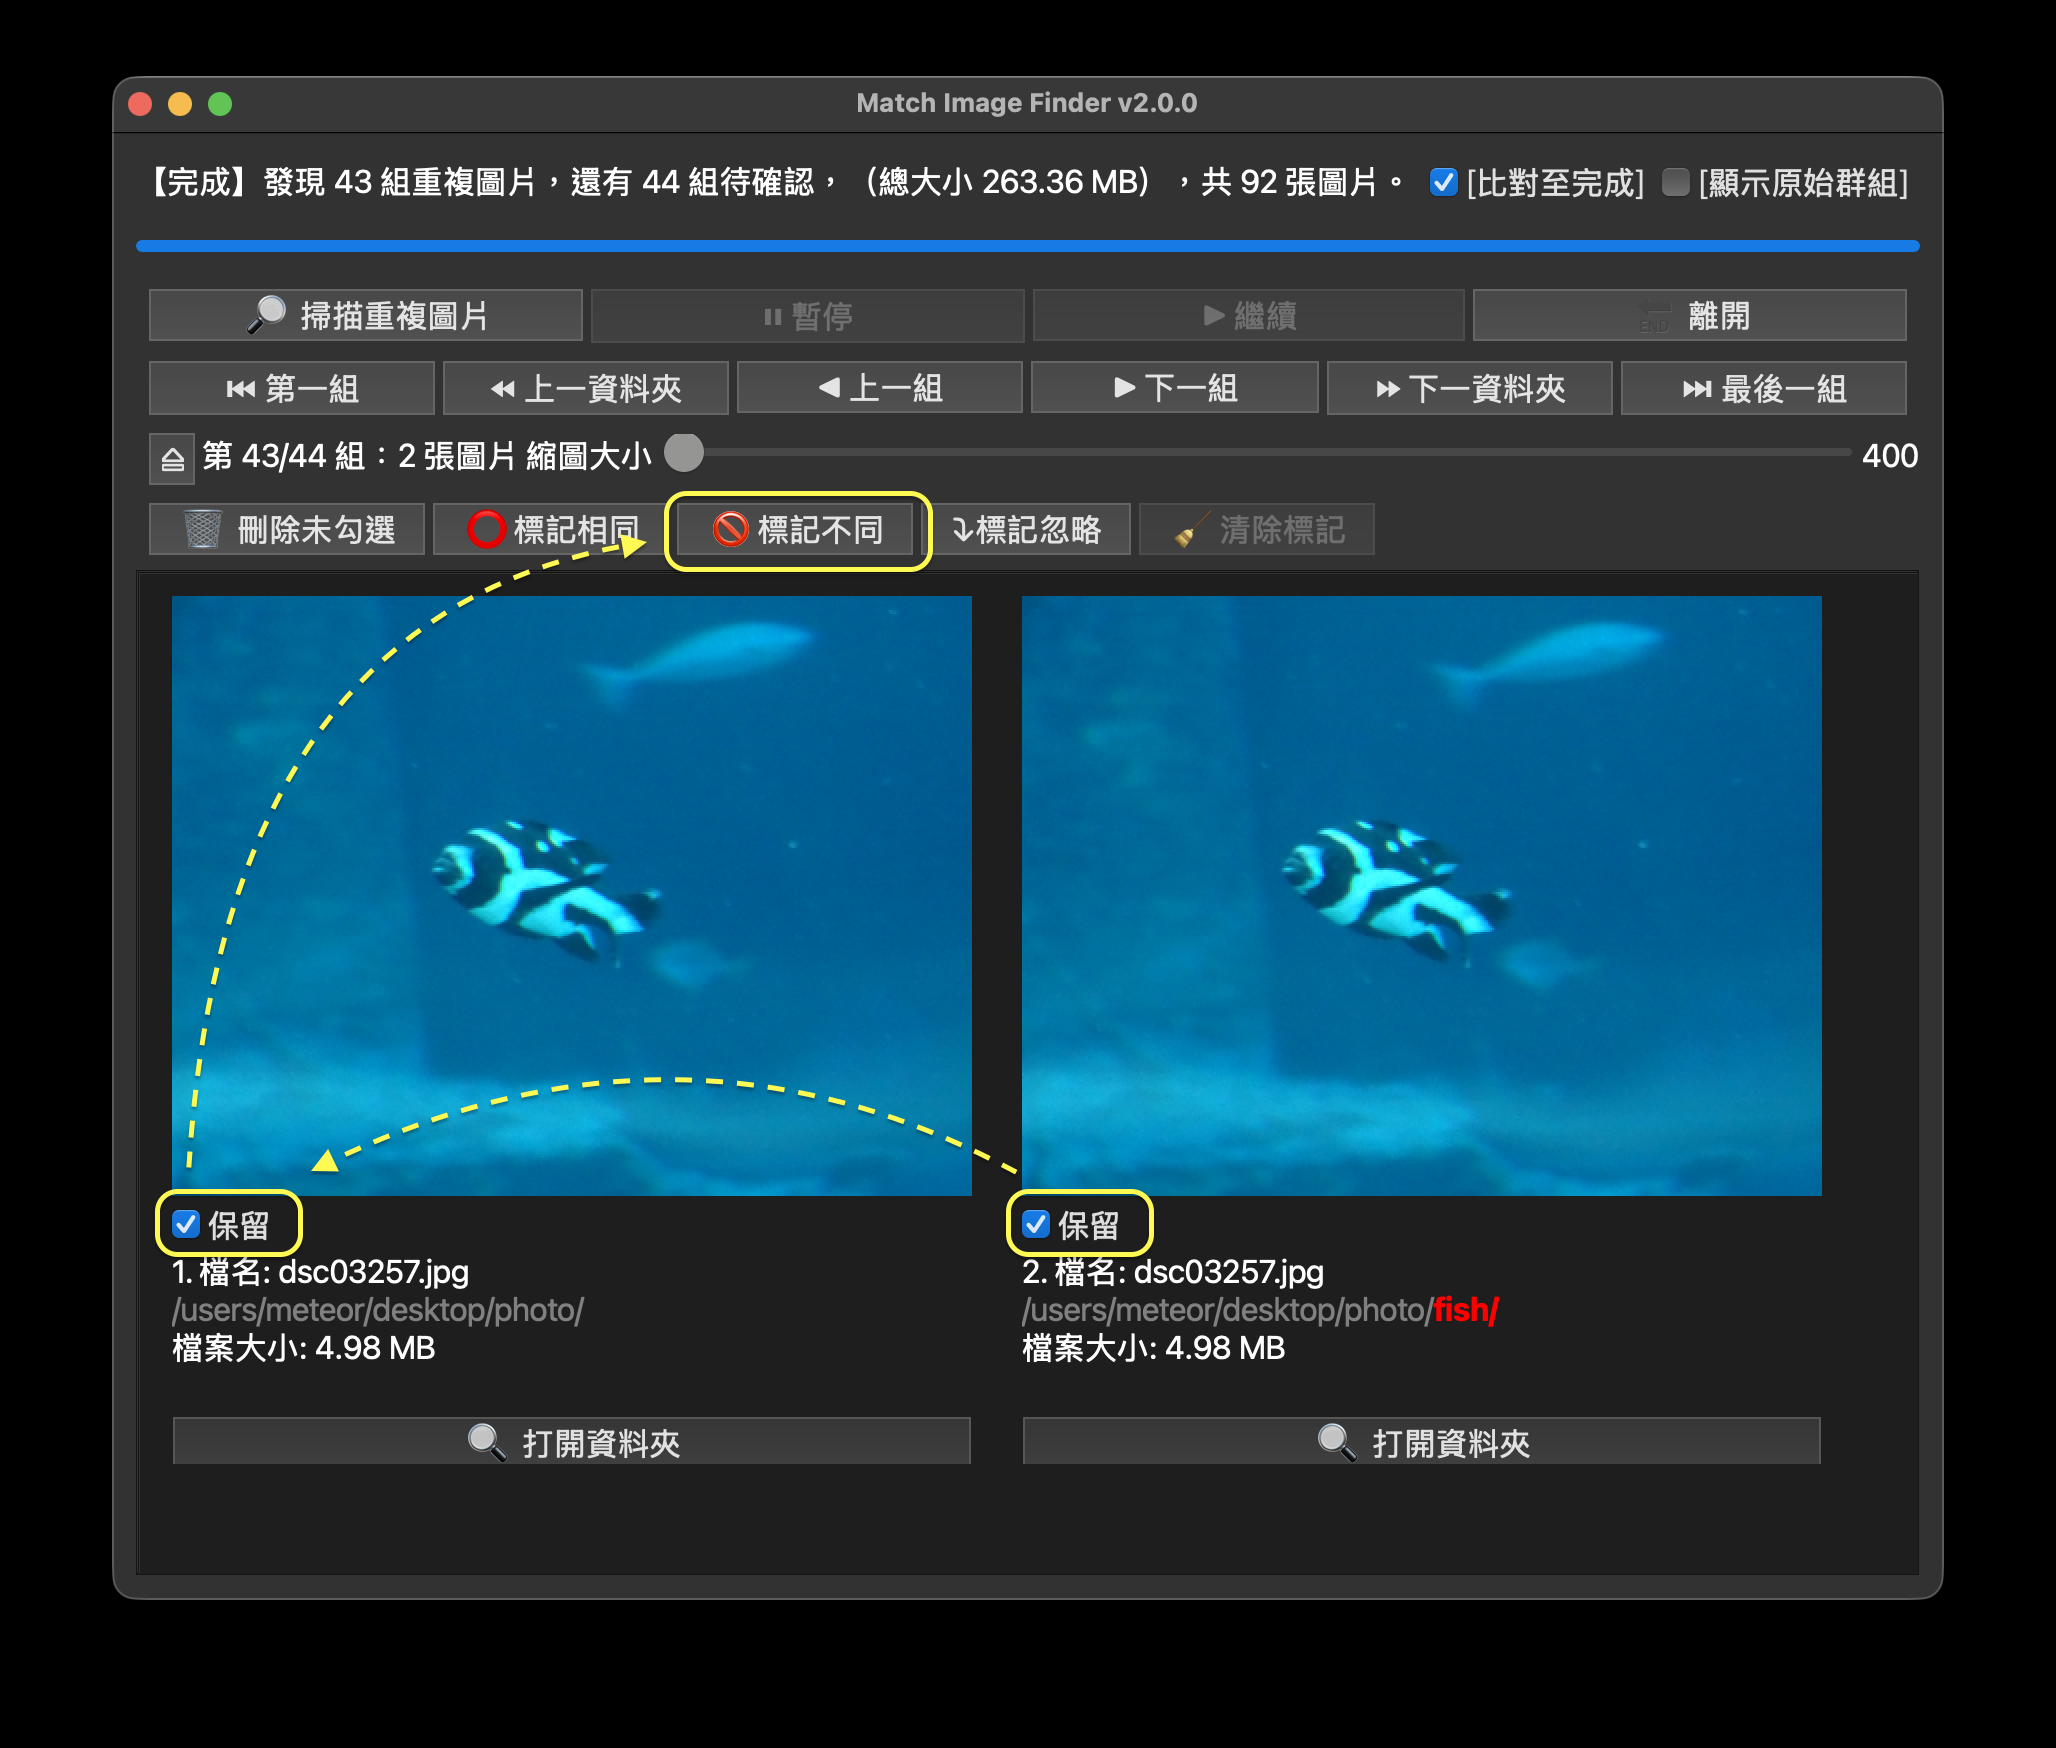 Match Image Finder v2.0.0
【完成】發現 43 組重複圖片，還有 44 組待確認，（總大小 263.36 MB），共 92 張圖片。 [比對至完成] [顯示原始群組]
掃描重複圖片 暫停 繼續 END 離開
第一組 上一資料夾 上一組 下一組 下一資料夾 最後一組
第 43/44 組：2 張圖片 縮圖大小 400
刪除未勾選 標記相同 標記不同 標記忽略 清除標記
保留
1. 檔名: dsc03257.jpg
/users/meteor/desktop/photo/
檔案大小: 4.98 MB
打開資料夾
保留
2. 檔名: dsc03257.jpg
/users/meteor/desktop/photo/fish/
檔案大小: 4.98 MB
打開資料夾